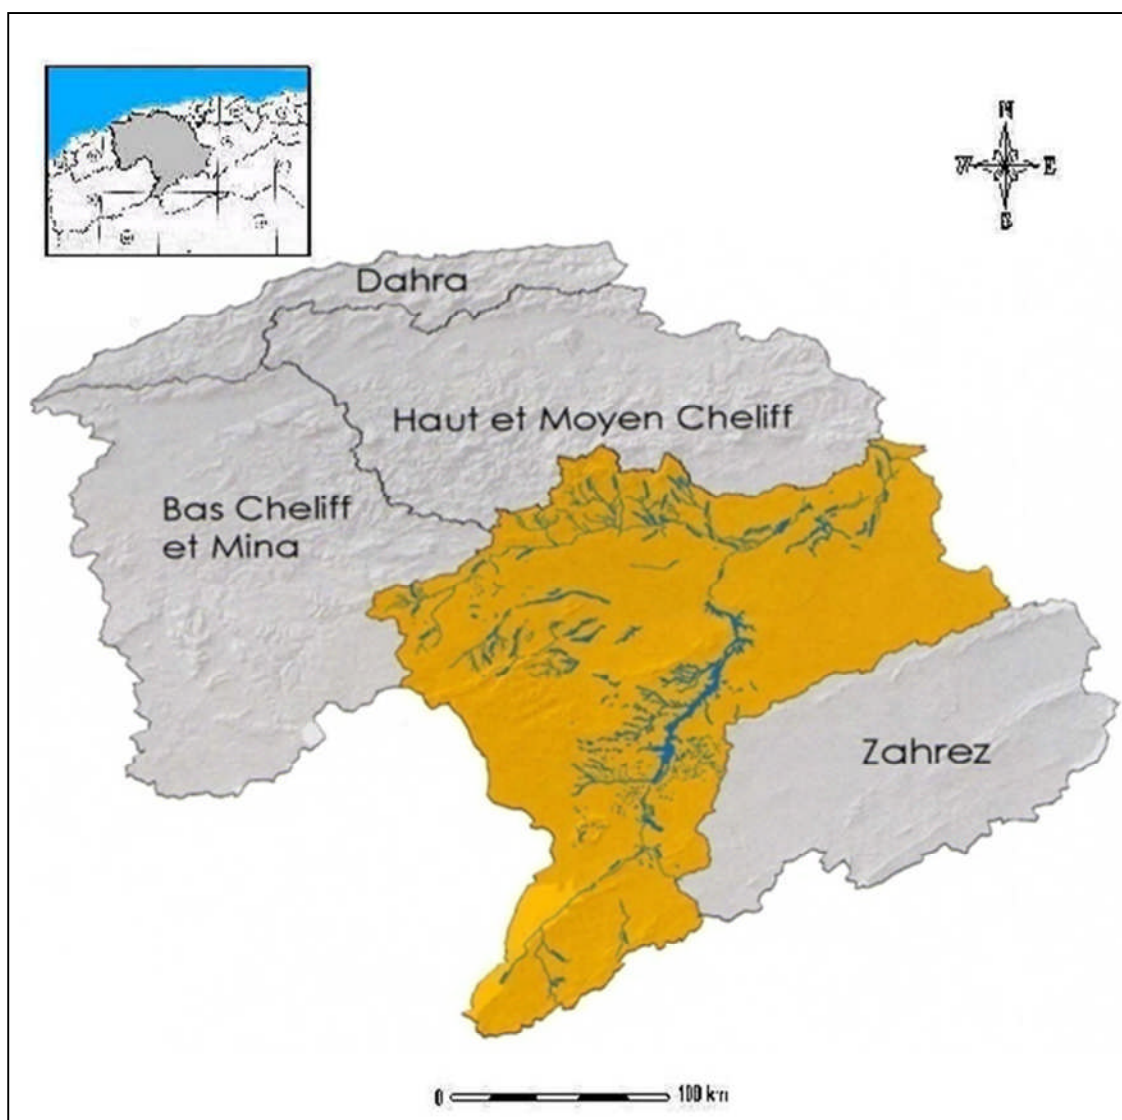 N
W E
S
Dahra
Haut et Moyen Cheliff
Bas Cheliff
et Mina
Zahrez
0 100 km